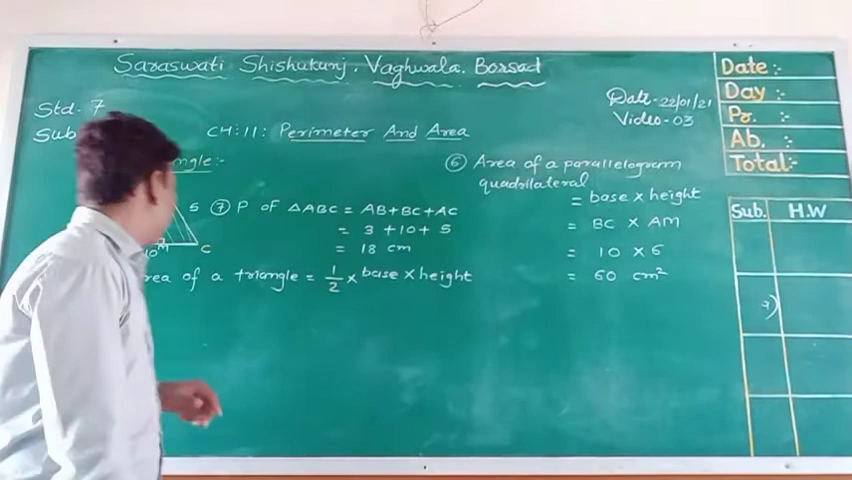 Saraswati Shishukunj. Vaghwala. Borsad
Std. 7
Sub
Date - 22/01/21
Video - 03
CH:11: Perimeter And Area
ngle:-
5
M
C
10
⑦ P of △ABC = AB+BC+AC
= 3 +10+ 5
= 18 cm
rea of a triangle = 1/2 × base × height
⑥ Area of a parallelogram
quadrilateral
= base × height
= BC × AM
= 10 × 6
= 60 cm²
Date:-
Day :-
Pr. :-
Ab. :-
Total:-
Sub. H.W